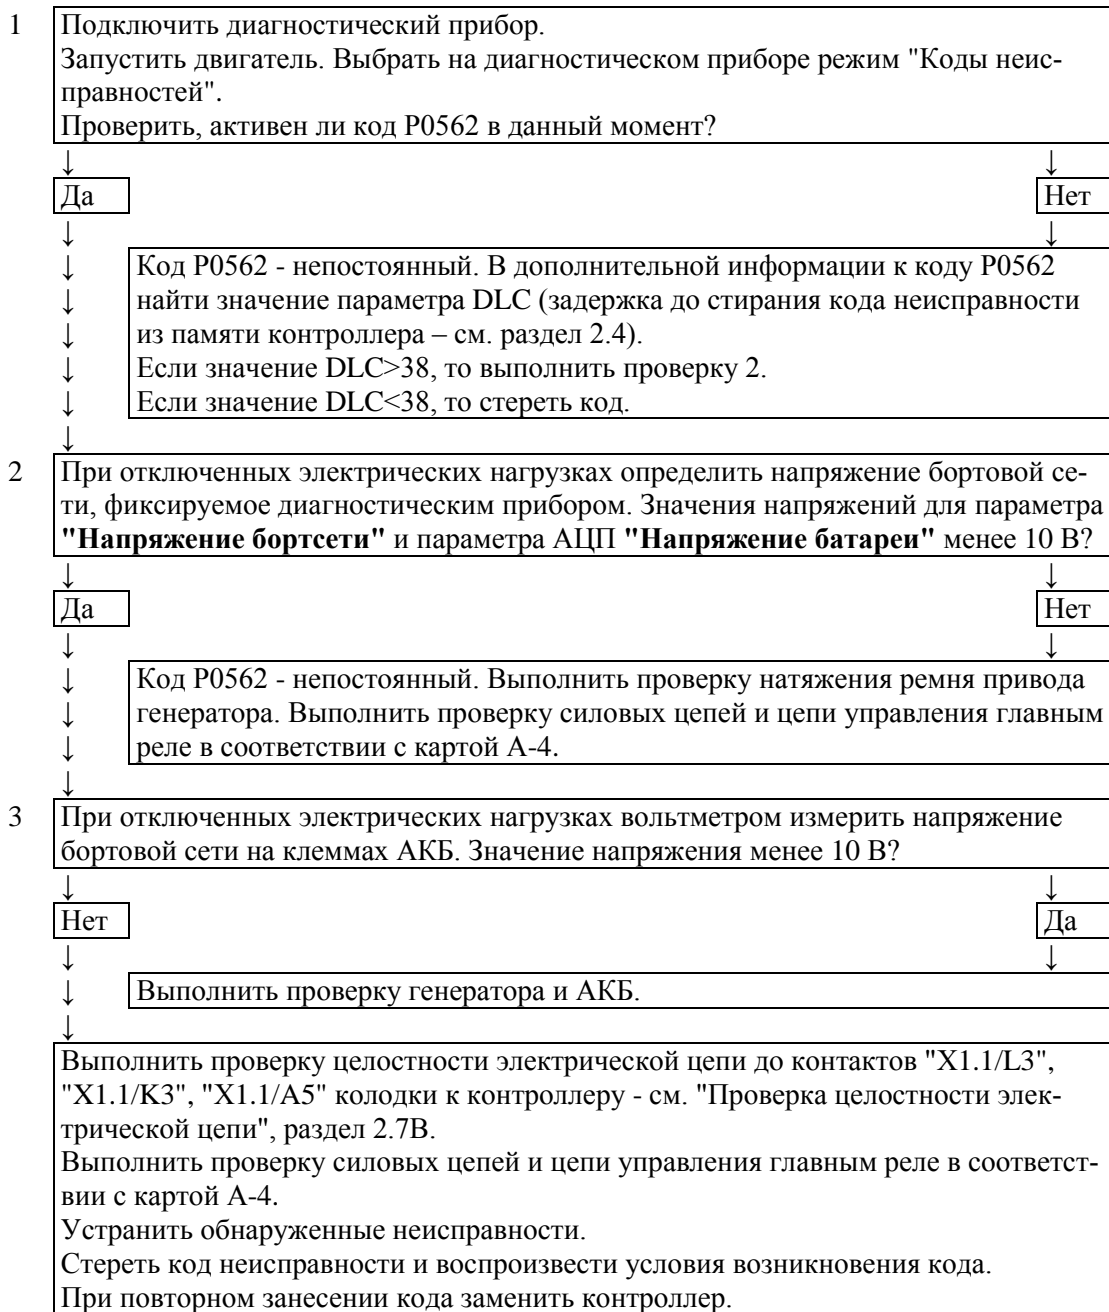 1 Подключить диагностический прибор.
Запустить двигатель. Выбрать на диагностическом приборе режим "Коды неис-
правностей".
Проверить, активен ли код Р0562 в данный момент?
↓ ↓
Да Нет
↓ ↓
↓ Код Р0562 - непостоянный. В дополнительной информации к коду Р0562
↓ найти значение параметра DLC (задержка до стирания кода неисправности
↓ из памяти контроллера – см. раздел 2.4).
↓ Если значение DLC>38, то выполнить проверку 2.
↓ Если значение DLC<38, то стереть код.
↓
2 При отключенных электрических нагрузках определить напряжение бортовой се-
ти, фиксируемое диагностическим прибором. Значения напряжений для параметра
"Напряжение бортсети" и параметра АЦП "Напряжение батареи" менее 10 В?
↓ ↓
Да Нет
↓ ↓
↓ Код Р0562 - непостоянный. Выполнить проверку натяжения ремня привода
↓ генератора. Выполнить проверку силовых цепей и цепи управления главным
↓ реле в соответствии с картой А-4.
↓
3 При отключенных электрических нагрузках вольтметром измерить напряжение
бортовой сети на клеммах АКБ. Значение напряжения менее 10 В?
↓ ↓
Нет Да
↓ ↓
↓ Выполнить проверку генератора и АКБ.
↓
Выполнить проверку целостности электрической цепи до контактов "X1.1/L3",
"X1.1/K3", "X1.1/A5" колодки к контроллеру - см. "Проверка целостности элек-
трической цепи", раздел 2.7В.
Выполнить проверку силовых цепей и цепи управления главным реле в соответст-
вии с картой А-4.
Устранить обнаруженные неисправности.
Стереть код неисправности и воспроизвести условия возникновения кода.
При повторном занесении кода заменить контроллер.